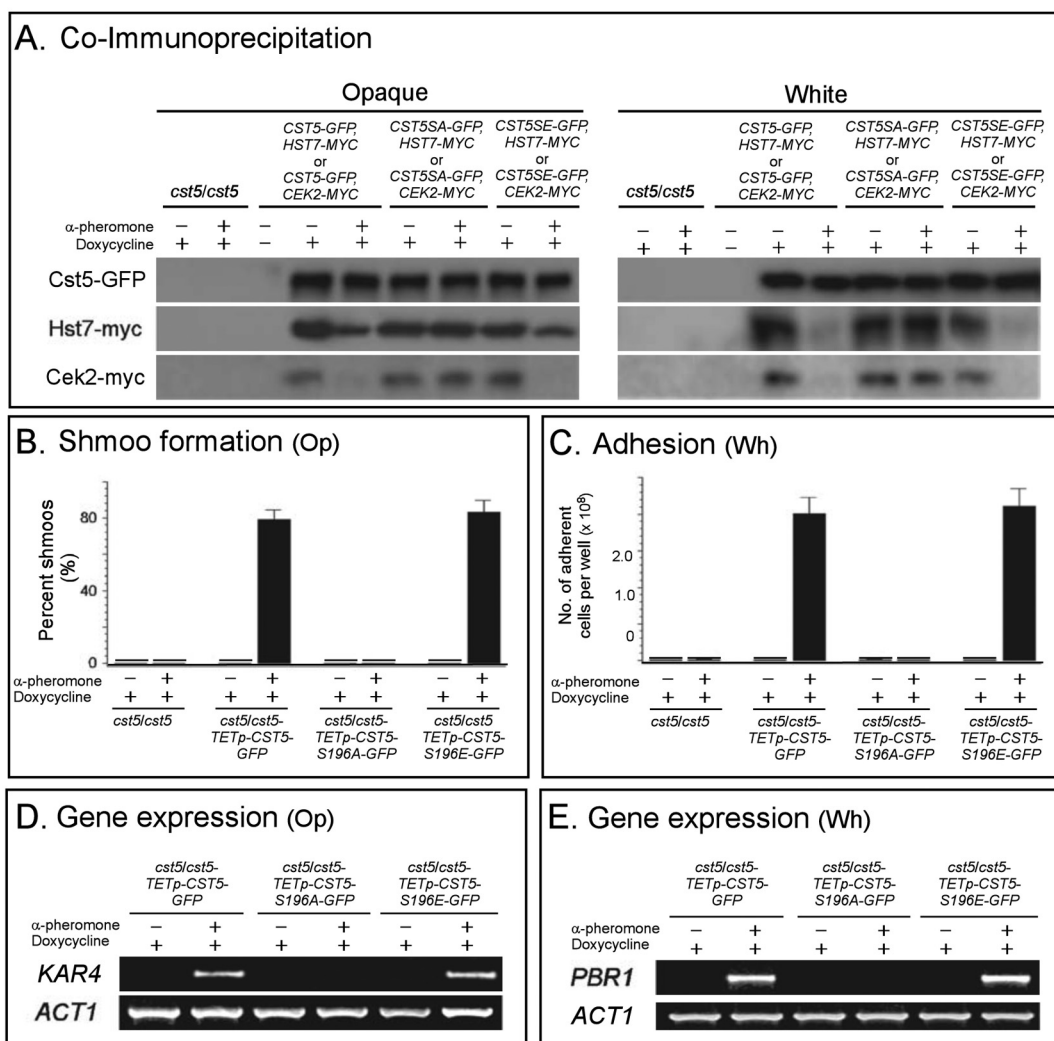 A. Co-Immunoprecipitation
Opaque
White
cst5/cst5
CST5-GFP, HST7-MYC or CST5-GFP, CEK2-MYC
CST5SA-GFP, HST7-MYC or CST5SA-GFP, CEK2-MYC
CST5SE-GFP, HST7-MYC or CST5SE-GFP, CEK2-MYC
cst5/cst5
CST5-GFP, HST7-MYC or CST5-GFP, CEK2-MYC
CST5SA-GFP, HST7-MYC or CST5SA-GFP, CEK2-MYC
CST5SE-GFP, HST7-MYC or CST5SE-GFP, CEK2-MYC
α-pheromone − + − − + − + − + − + − − + − + − +
Doxycycline + + − + + + + + + + + − + + + + + +
Cst5-GFP
Hst7-myc
Cek2-myc
B. Shmoo formation (Op)
Percent shmoos (%)
80
40
0
α-pheromone − + − + − + − +
Doxycycline + + + + + + + +
cst5/cst5
cst5/cst5-TETp-CST5-GFP
cst5/cst5-TETp-CST5-S196A-GFP
cst5/cst5 TETp-CST5-S196E-GFP
C. Adhesion (Wh)
No. of adherent cells per well (x 10⁸)
2.0
1.0
0
α-pheromone − + − + − + − +
Doxycycline + + + + + + + +
cst5/cst5
cst5/cst5-TETp-CST5-GFP
cst5/cst5-TETp-CST5-S196A-GFP
cst5/cst5-TETp-CST5-S196E-GFP
D. Gene expression (Op)
cst5/cst5-TETp-CST5-GFP
cst5/cst5-TETp-CST5-S196A-GFP
cst5/cst5-TETp-CST5-S196E-GFP
α-pheromone − + − + − +
Doxycycline + + + + + +
KAR4
ACT1
E. Gene expression (Wh)
cst5/cst5-TETp-CST5-GFP
cst5/cst5-TETp-CST5-S196A-GFP
cst5/cst5-TETp-CST5-S196E-GFP
α-pheromone − + − + − +
Doxycycline + + + + + +
PBR1
ACT1